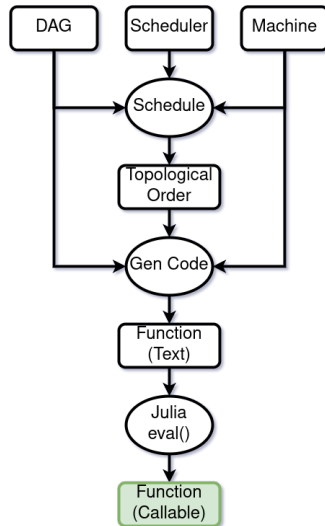 DAG
Scheduler
Machine
Schedule
Topological
Order
Gen Code
Function
(Text)
Julia
eval()
Function
(Callable)